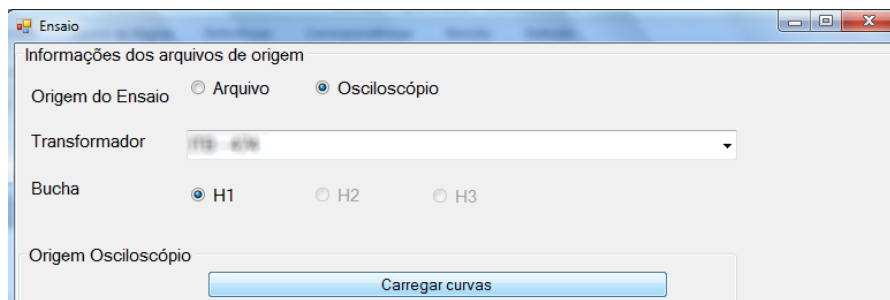 Ensaio
Informações dos arquivos de origem
Origem do Ensaio Arquivo Osciloscópio
Transformador
Bucha H1 H2 H3
Origem Osciloscópio
Carregar curvas